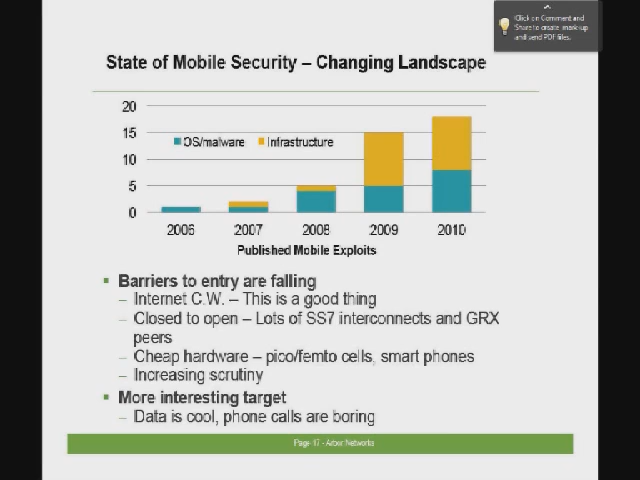 Click on Comment and
Share to create, mark-up
and send PDF files.
State of Mobile Security – Changing Landscape
20
15
10
5
0
OS/malware
Infrastructure
2006
2007
2008
2009
2010
Published Mobile Exploits
Barriers to entry are falling
– Internet C.W. – This is a good thing
– Closed to open – Lots of SS7 interconnects and GRX
peers
– Cheap hardware – pico/femto cells, smart phones
– Increasing scrutiny
More interesting target
– Data is cool, phone calls are boring
Page 17 - Arbor Networks